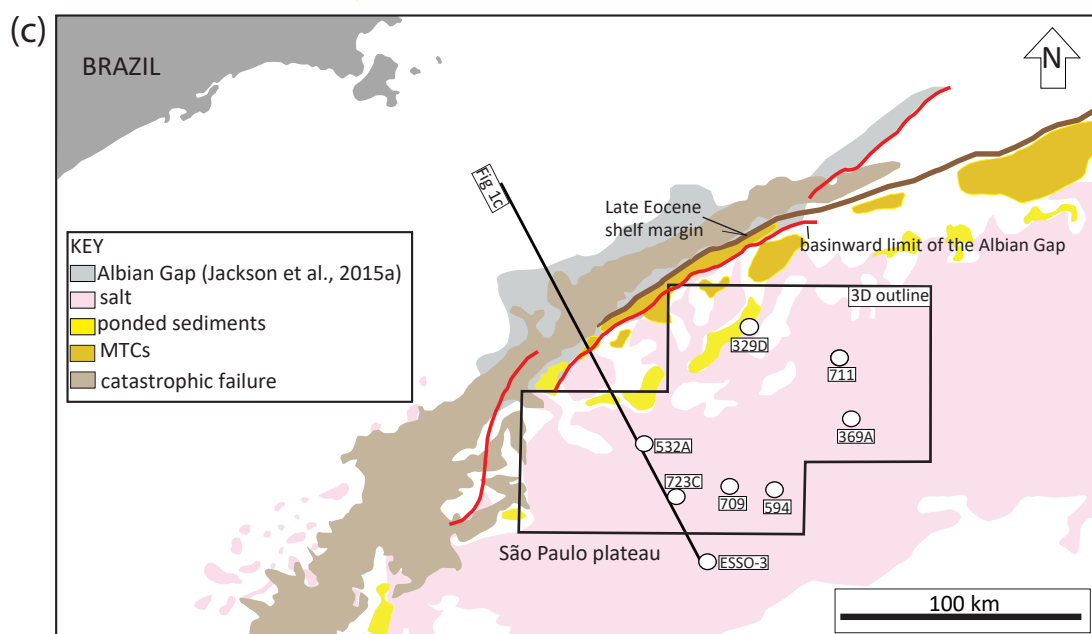 (c)
BRAZIL
N
Fig 1c
Late Eocene
shelf margin
basinward limit of the Albian Gap
KEY
Albian Gap (Jackson et al., 2015a)
salt
ponded sediments
MTCs
catastrophic failure
3D outline
329D
711
369A
532A
723C
709
594
São Paulo plateau
ESSO-3
100 km